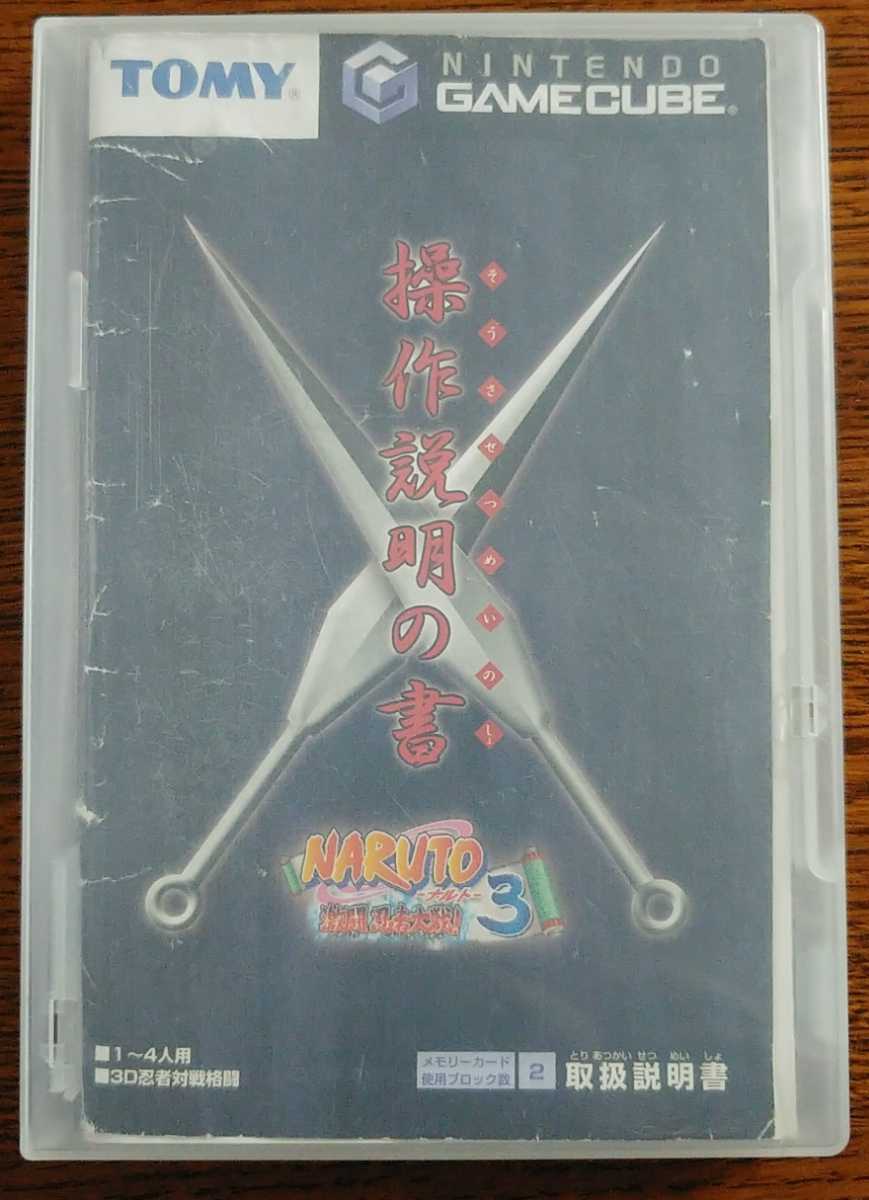 TOMY®
NINTENDO
GAMECUBE®
操作説明の書
そうさせつめいのしょ
NARUTO
-ナルト-
激闘忍者大戦!
3
■1〜4人用
■3D忍者対戦格闘
メモリーカード
使用ブロック数
2
とりあつかいせつめいしょ
取扱説明書